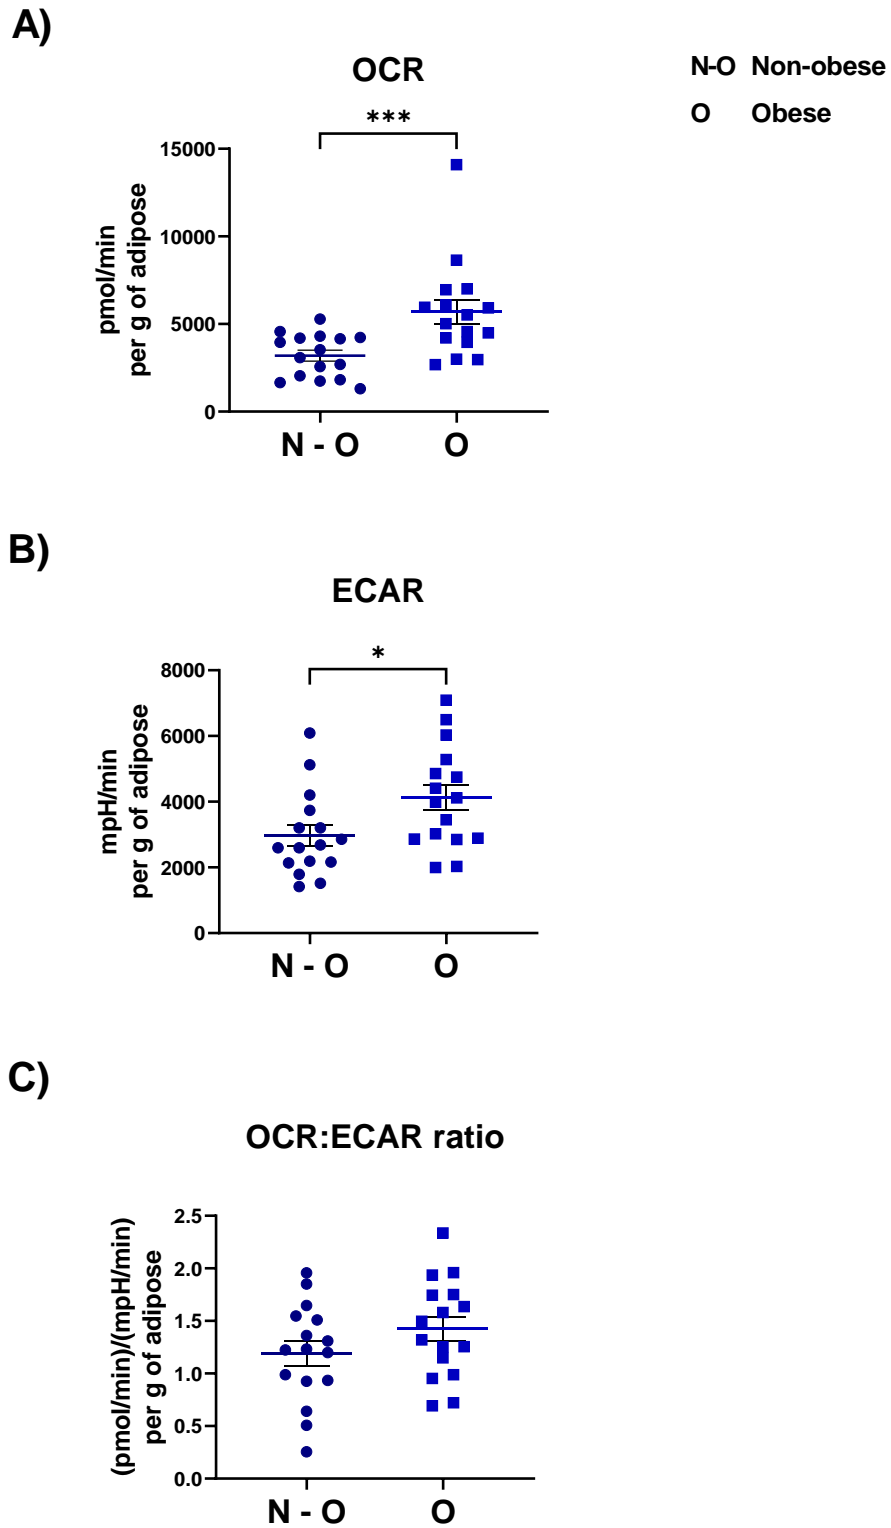 A)
OCR
N-O Non-obese
O Obese
***
pmol/min
per g of adipose
15000
10000
5000
0
N - O O
B)
ECAR
*
mpH/min
per g of adipose
8000
6000
4000
2000
0
N - O O
C)
OCR:ECAR ratio
(pmol/min)/(mpH/min)
per g of adipose
2.5
2.0
1.5
1.0
0.5
0.0
N - O O